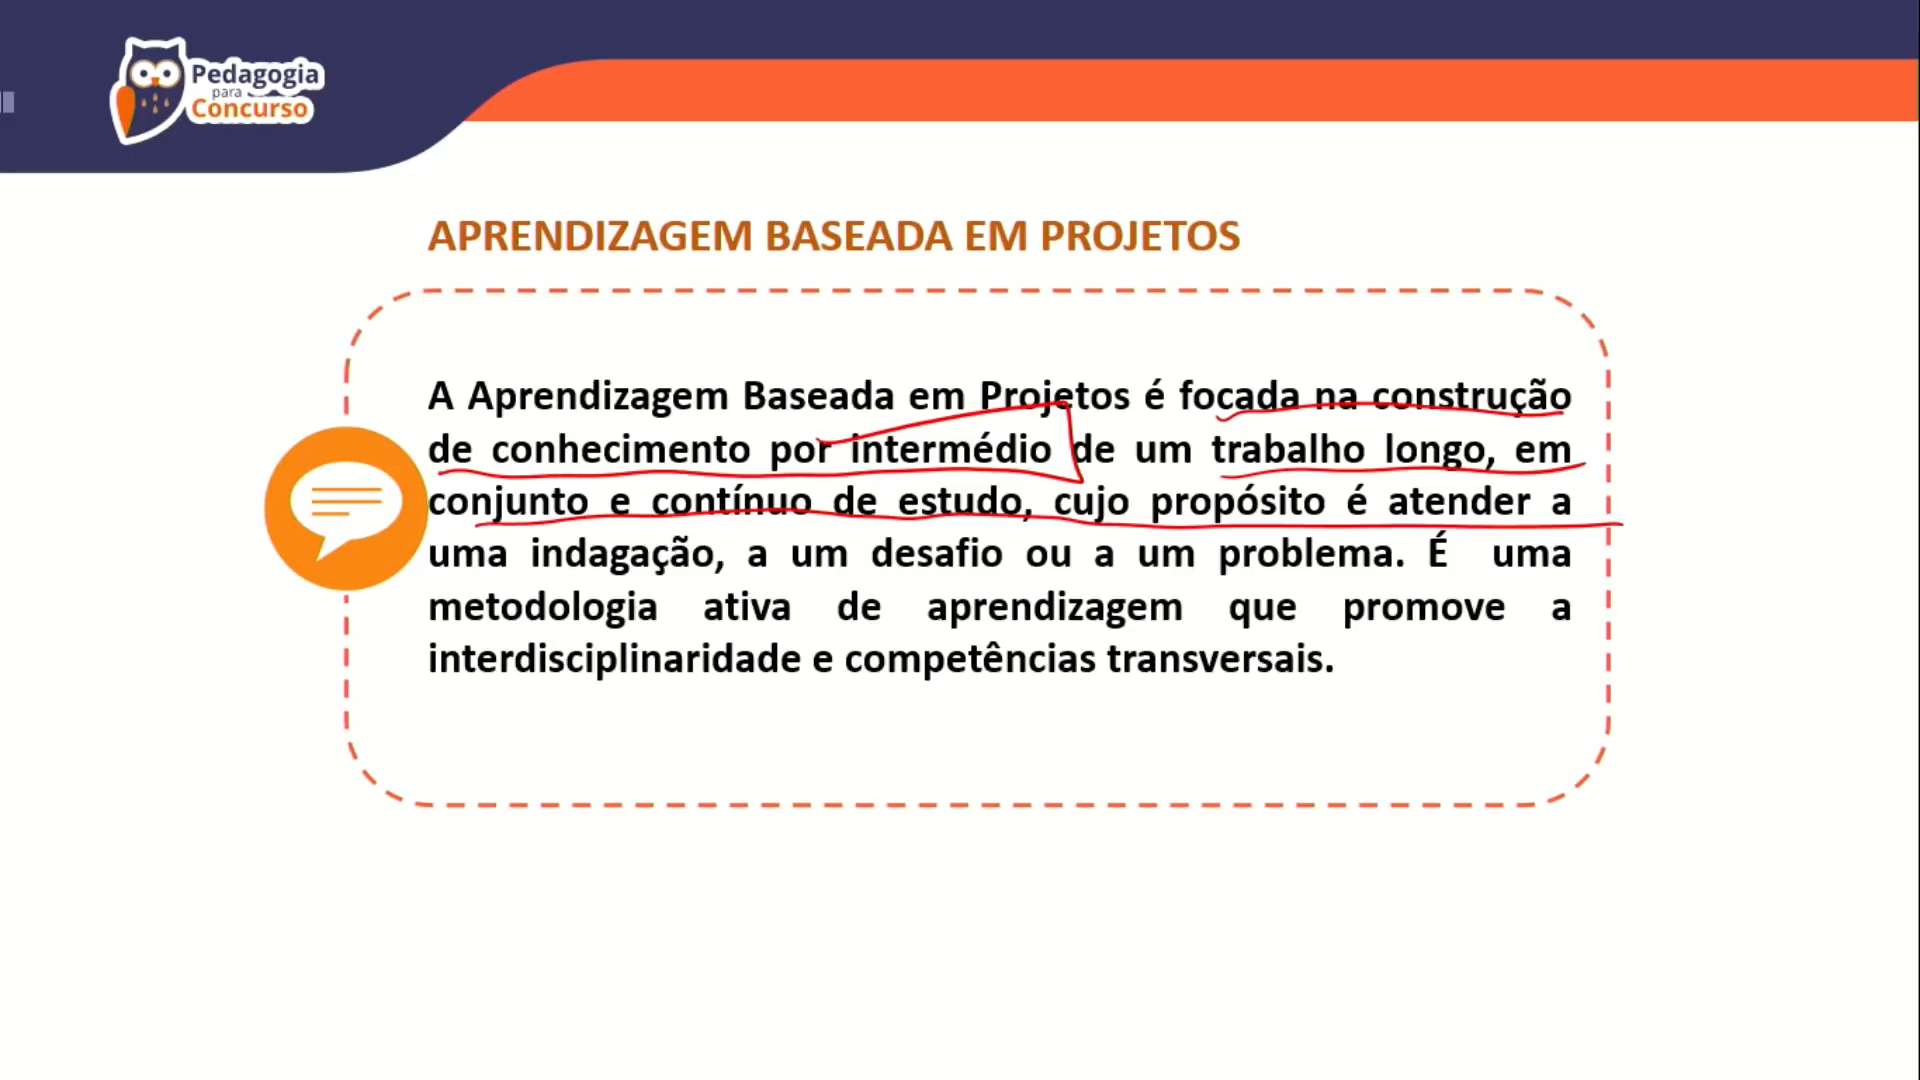 Pedagogia
para
Concurso
APRENDIZAGEM BASEADA EM PROJETOS
A Aprendizagem Baseada em Projetos é focada na construção
de conhecimento por intermédio de um trabalho longo, em
conjunto e contínuo de estudo, cujo propósito é atender a
uma indagação, a um desafio ou a um problema. É uma
metodologia ativa de aprendizagem que promove a
interdisciplinaridade e competências transversais.